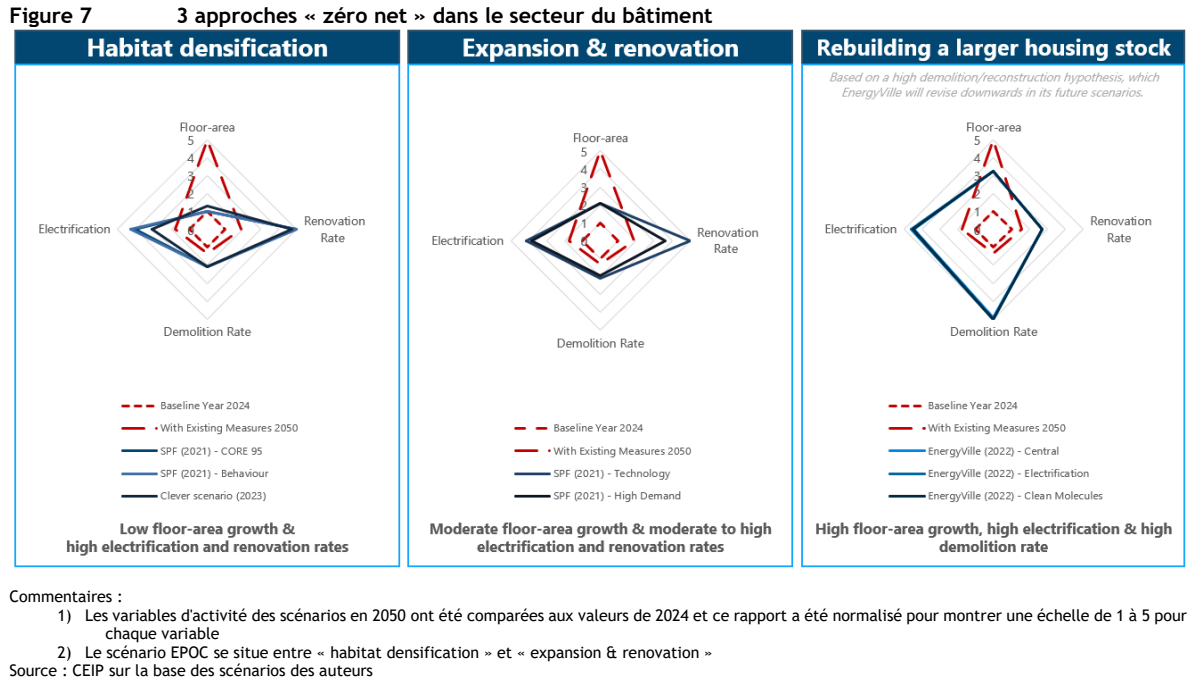 Figure 7 3 approches « zéro net » dans le secteur du bâtiment
Habitat densification
Floor-area
5
4
3
2
1
0
Electrification
Renovation
Rate
Demolition Rate
Baseline Year 2024
With Existing Measures 2050
SPF (2021) - CORE 95
SPF (2021) - Behaviour
Clever scenario (2023)
Low floor-area growth &
high electrification and renovation rates
Expansion & renovation
Floor-area
5
4
3
2
1
0
Electrification
Renovation
Rate
Demolition Rate
Baseline Year 2024
With Existing Measures 2050
SPF (2021) - Technology
SPF (2021) - High Demand
Moderate floor-area growth & moderate to high
electrification and renovation rates
Rebuilding a larger housing stock
Based on a high demolition/reconstruction hypothesis, which
EnergyVille will revise downwards in its future scenarios.
Floor-area
5
4
3
2
1
0
Electrification
Renovation
Rate
Demolition Rate
Baseline Year 2024
With Existing Measures 2050
EnergyVille (2022) - Central
EnergyVille (2022) - Electrification
EnergyVille (2022) - Clean Molecules
High floor-area growth, high electrification & high
demolition rate
Commentaires :
1) Les variables d'activité des scénarios en 2050 ont été comparées aux valeurs de 2024 et ce rapport a été normalisé pour montrer une échelle de 1 à 5 pour
chaque variable
2) Le scénario EPOC se situe entre « habitat densification » et « expansion & renovation »
Source : CEIP sur la base des scénarios des auteurs